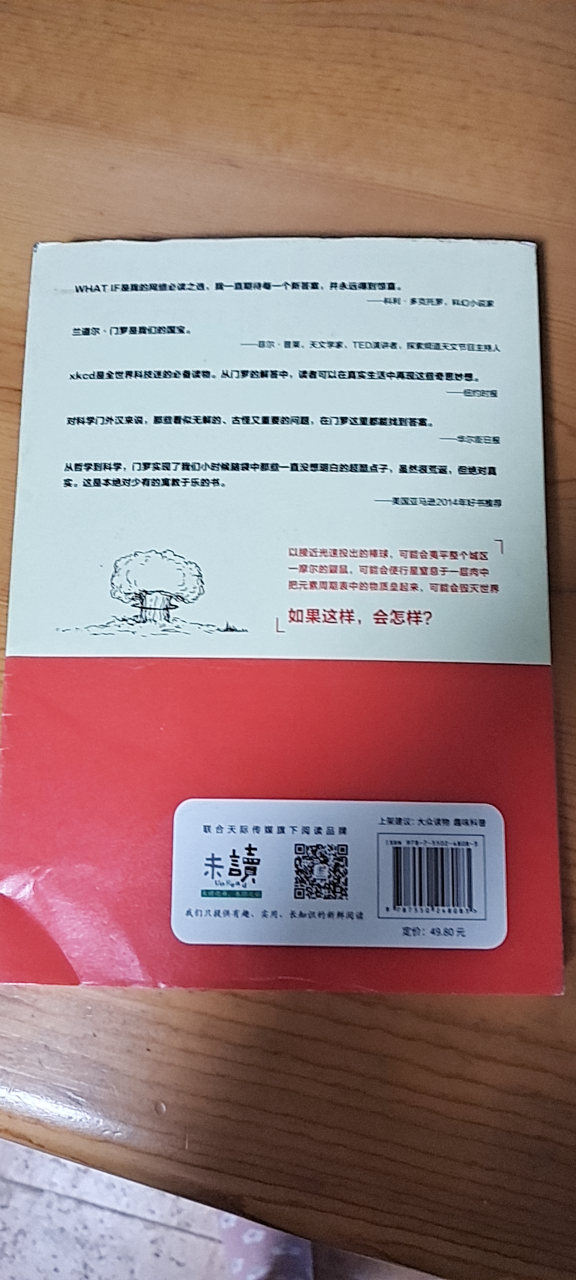 WHAT IF是我的网络必读之选，我一直期待每一个新答案，并永远得到惊喜。
——科利·多克托罗，科幻小说家
兰道尔·门罗是我们的国宝。
——菲尔·普莱，天文学家，TED演讲者，探索频道天文节目主持人
xkcd是全世界科技迷的必备读物。从门罗的解答中，读者可以在真实生活中再现这些奇思妙想。
——纽约时报
对科学门外汉来说，那些看似无解的、古怪又重要的问题，在门罗这里都能找到答案。
——华尔街日报
从哲学到科学，门罗实现了我们小时候脑袋中那些一直没想明白的超酷点子，虽然很荒诞，但绝对真
实。这是本绝对少有的寓教于乐的书。
——美国亚马逊2014年好书推荐
以接近光速投出的棒球，可能会夷平整个城区
一摩尔的鼹鼠，可能会使行星窒息于一层肉中
把元素周期表中的物质垒起来，可能会毁灭世界
如果这样，会怎样？
联合天际传媒旗下阅读品牌
未讀
UnRead
我们只提供有趣、实用、长知识的新鲜阅读
上架建议：大众读物 趣味科普
ISBN 978-7-5502-4808-3
9 787550 248083 >
定价：49.80元